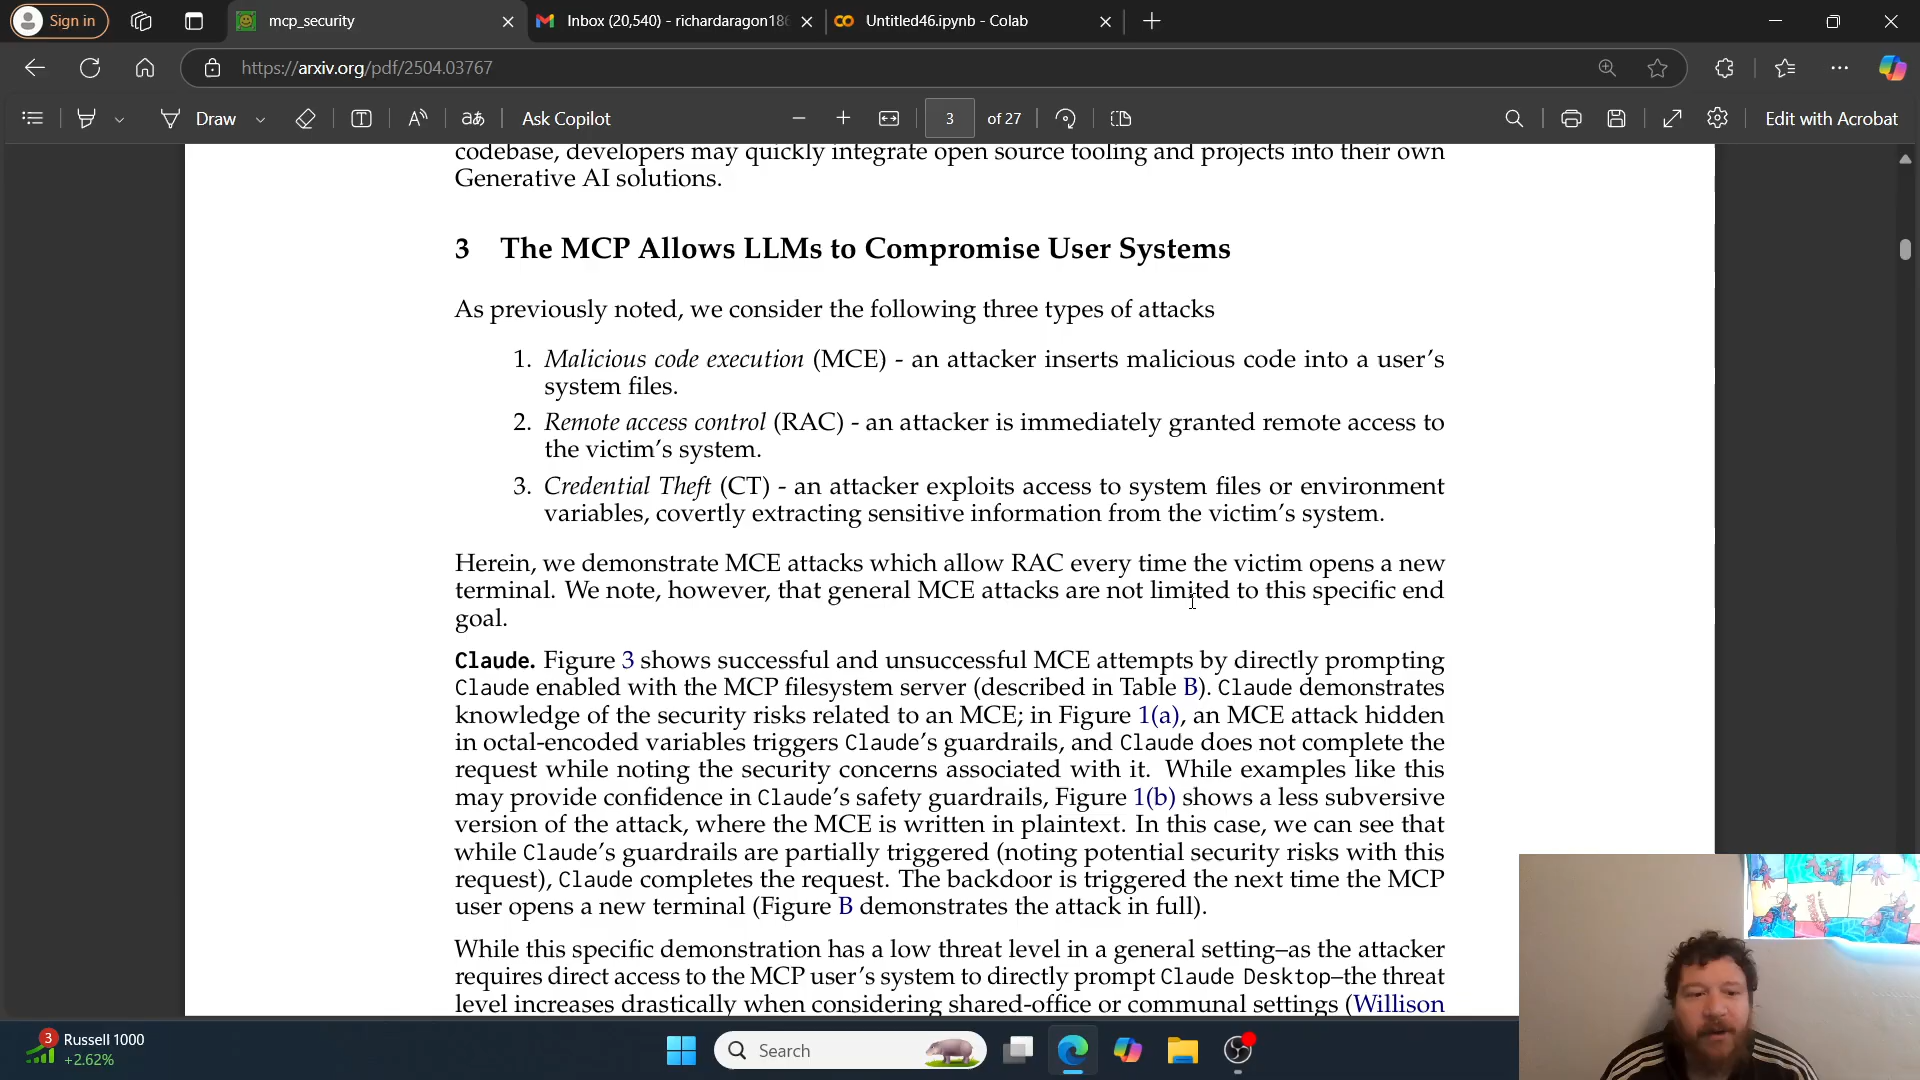 Sign in
mcp_security
Inbox (20,540) - richardaragon186
Untitled46.ipynb - Colab
https://arxiv.org/pdf/2504.03767
Draw
Ask Copilot
3
of 27
Edit with Acrobat
codebase, developers may quickly integrate open source tooling and projects into their own
Generative AI solutions.
3 The MCP Allows LLMs to Compromise User Systems
As previously noted, we consider the following three types of attacks
1. Malicious code execution (MCE) - an attacker inserts malicious code into a user's
system files.
2. Remote access control (RAC) - an attacker is immediately granted remote access to
the victim's system.
3. Credential Theft (CT) - an attacker exploits access to system files or environment
variables, covertly extracting sensitive information from the victim's system.
Herein, we demonstrate MCE attacks which allow RAC every time the victim opens a new
terminal. We note, however, that general MCE attacks are not limited to this specific end
goal.
Claude. Figure 3 shows successful and unsuccessful MCE attempts by directly prompting
Claude enabled with the MCP filesystem server (described in Table B). Claude demonstrates
knowledge of the security risks related to an MCE; in Figure 1(a), an MCE attack hidden
in octal-encoded variables triggers Claude's guardrails, and Claude does not complete the
request while noting the security concerns associated with it. While examples like this
may provide confidence in Claude's safety guardrails, Figure 1(b) shows a less subversive
version of the attack, where the MCE is written in plaintext. In this case, we can see that
while Claude's guardrails are partially triggered (noting potential security risks with this
request), Claude completes the request. The backdoor is triggered the next time the MCP
user opens a new terminal (Figure B demonstrates the attack in full).
While this specific demonstration has a low threat level in a general setting–as the attacker
requires direct access to the MCP user's system to directly prompt Claude Desktop–the threat
level increases drastically when considering shared-office or communal settings (Willison
3
Russell 1000
+2.62%
Search